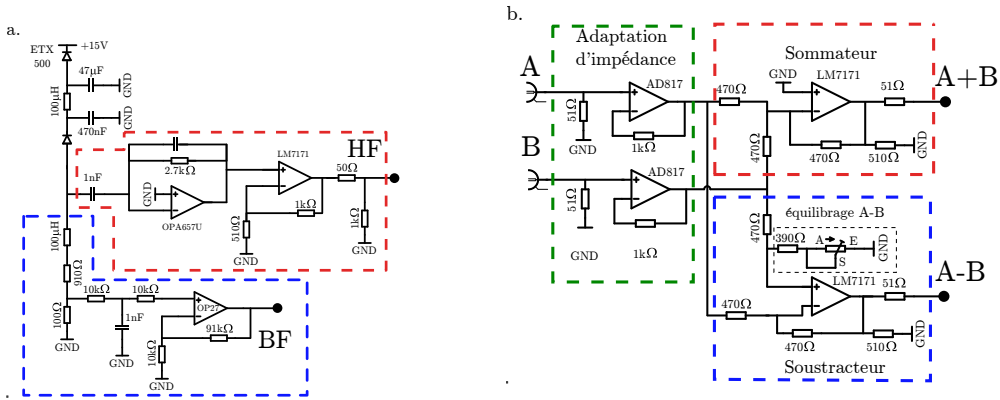 a.
ETX
500
+15V
47µF
GND
100µH
470nF
GND
HF
2.7kΩ
LM7171
50Ω
1nF
GND
OPA657U
1kΩ
510Ω
1kΩ
GND
GND
100µH
910Ω
10kΩ
10kΩ
OP27
100Ω
1nF
91kΩ
BF
GND
10kΩ
GND
GND
b.
Adaptation
d'impédance
A
AD817
51Ω
GND
1kΩ
B
AD817
51Ω
GND
1kΩ
Sommateur
GND
LM7171
470Ω
51Ω
A+B
470Ω
470Ω
510Ω
GND
équilibrage A-B
470Ω
390Ω
A
E
S
GND
LM7171
51Ω
A-B
470Ω
470Ω
510Ω
GND
Soustracteur